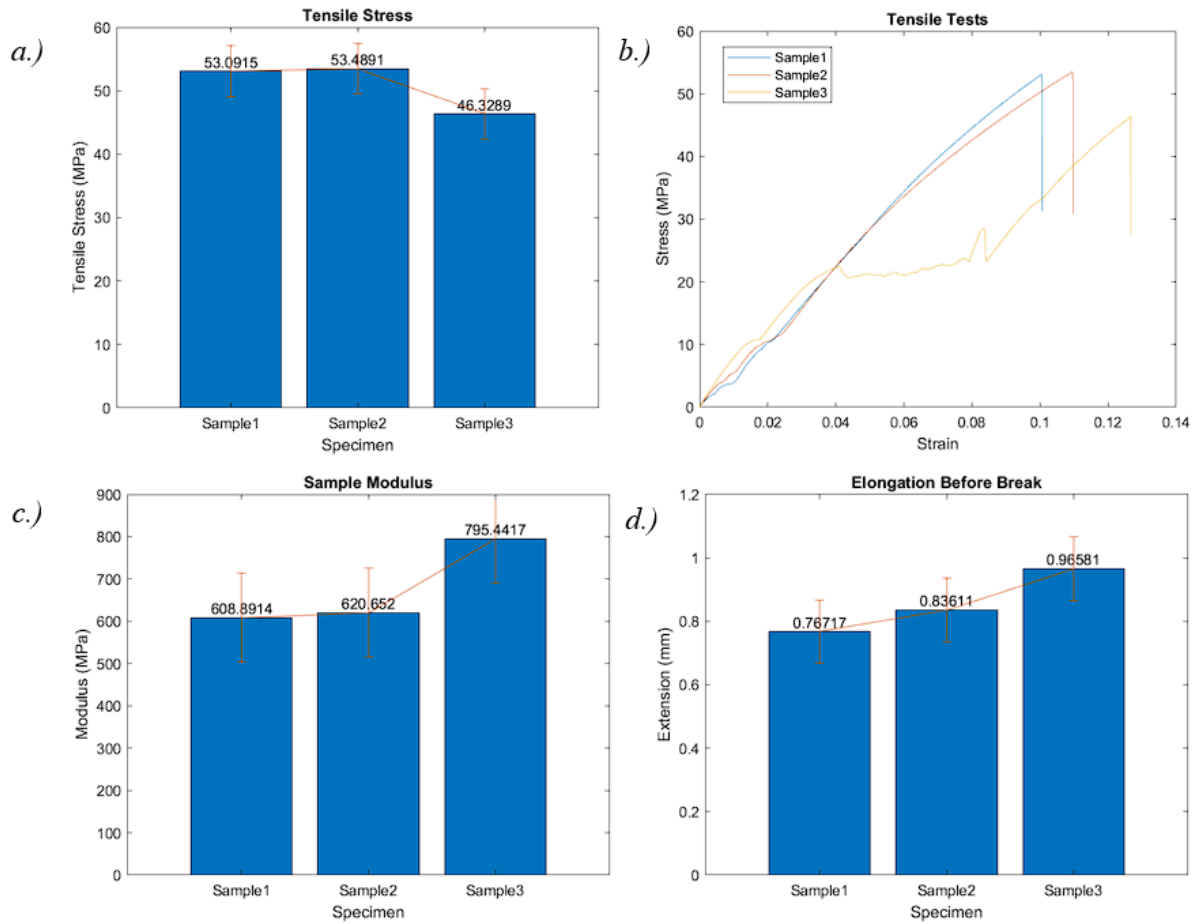 a.)
Tensile Stress
60
50
40
30
20
10
0
Tensile Stress (MPa)
53.0915
53.4891
46.3289
Sample1 Sample2 Sample3
Specimen
b.)
Tensile Tests
60
50
40
30
20
10
0
Stress (MPa)
Sample1
Sample2
Sample3
0 0.02 0.04 0.06 0.08 0.1 0.12 0.14
Strain
c.)
Sample Modulus
900
800
700
600
500
400
300
200
100
0
Modulus (MPa)
608.8914
620.652
795.4417
Sample1 Sample2 Sample3
Specimen
d.)
Elongation Before Break
1.2
1
0.8
0.6
0.4
0.2
0
Extension (mm)
0.76717
0.83611
0.96581
Sample1 Sample2 Sample3
Specimen